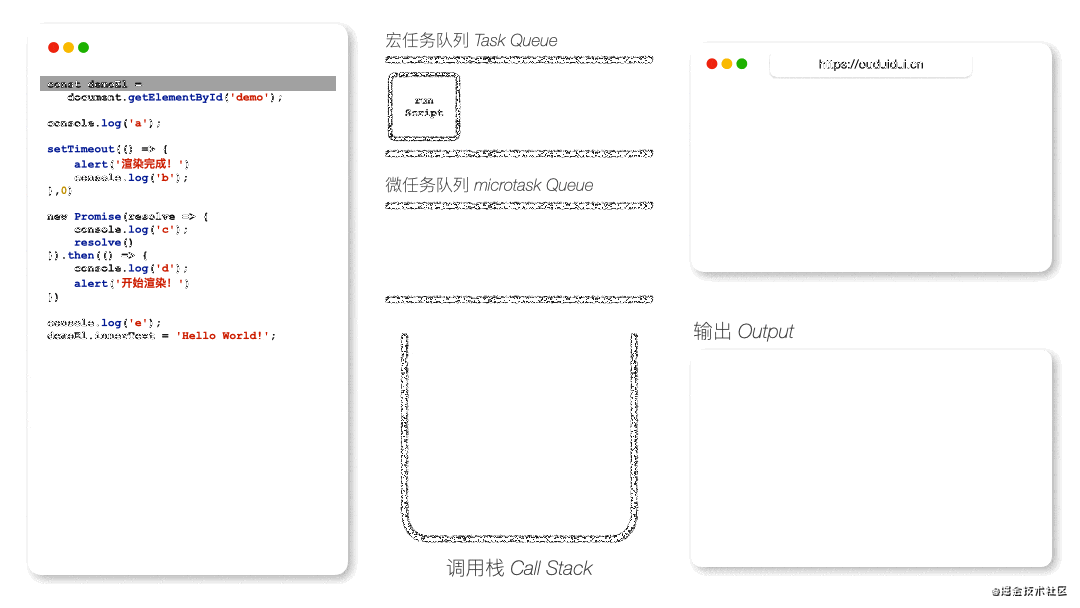 const demoEl =
document.getElementById('demo');
console.log('a');
setTimeout(() => {
alert('渲染完成！')
console.log('b');
},0)
new Promise(resolve => {
console.log('c');
resolve()
}).then(() => {
console.log('d');
alert('开始渲染！')
})
console.log('e');
demoEl.innerText = 'Hello World!';
宏任务队列 Task Queue
run
Script
微任务队列 microtask Queue
调用栈 Call Stack
https://ouduidui.cn
输出 Output
@掘金技术社区